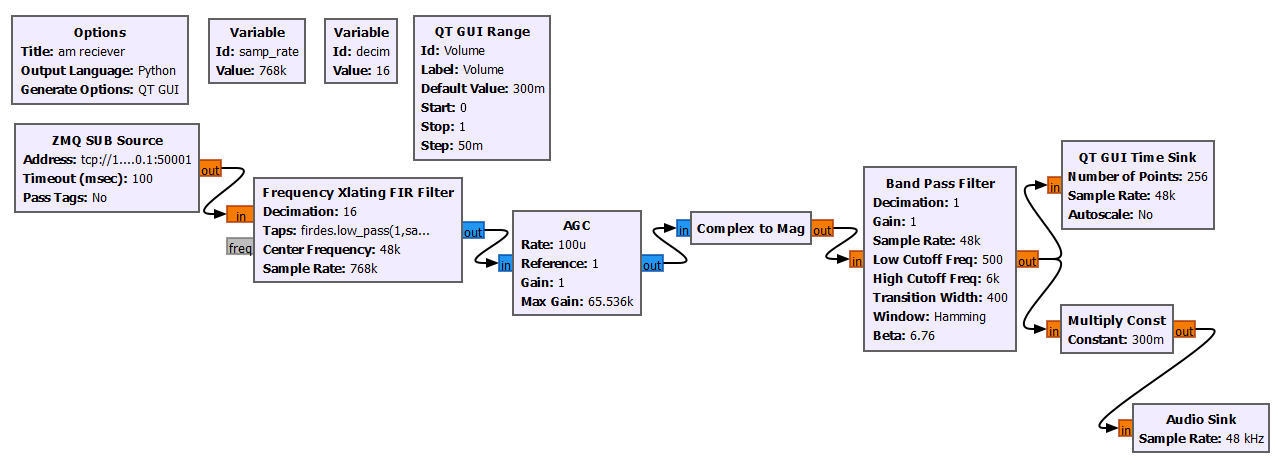 Options
Title: am reciever
Output Language: Python
Generate Options: QT GUI
Variable
Id: samp_rate
Value: 768k
Variable
Id: decim
Value: 16
QT GUI Range
Id: Volume
Label: Volume
Default Value: 300m
Start: 0
Stop: 1
Step: 50m
ZMQ SUB Source
Address: tcp://1....0.1:50001
Timeout (msec): 100
Pass Tags: No
out
Frequency Xlating FIR Filter
Decimation: 16
Taps: firdes.low_pass(1,sa...
Center Frequency: 48k
Sample Rate: 768k
in
freq
out
AGC
Rate: 100u
Reference: 1
Gain: 1
Max Gain: 65.536k
in
out
Complex to Mag
in
out
Band Pass Filter
Decimation: 1
Gain: 1
Sample Rate: 48k
Low Cutoff Freq: 500
High Cutoff Freq: 6k
Transition Width: 400
Window: Hamming
Beta: 6.76
in
out
QT GUI Time Sink
Number of Points: 256
Sample Rate: 48k
Autoscale: No
in
Multiply Const
Constant: 300m
in
out
Audio Sink
Sample Rate: 48 kHz
in